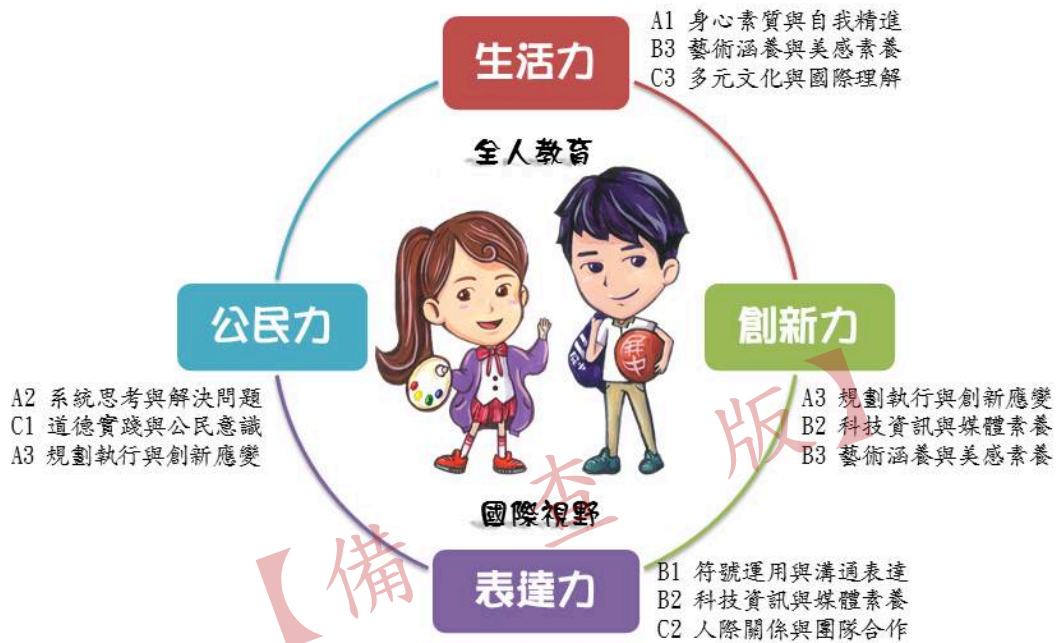 生活力
A1 身心素質與自我精進
B3 藝術涵養與美感素養
C3 多元文化與國際理解
全人教育
公民力
A2 系統思考與解決問題
C1 道德實踐與公民意識
A3 規劃執行與創新應變
屏中
創新力
A3 規劃執行與創新應變
B2 科技資訊與媒體素養
B3 藝術涵養與美感素養
國際視野
表達力
B1 符號運用與溝通表達
B2 科技資訊與媒體素養
C2 人際關係與團隊合作
【備查版】